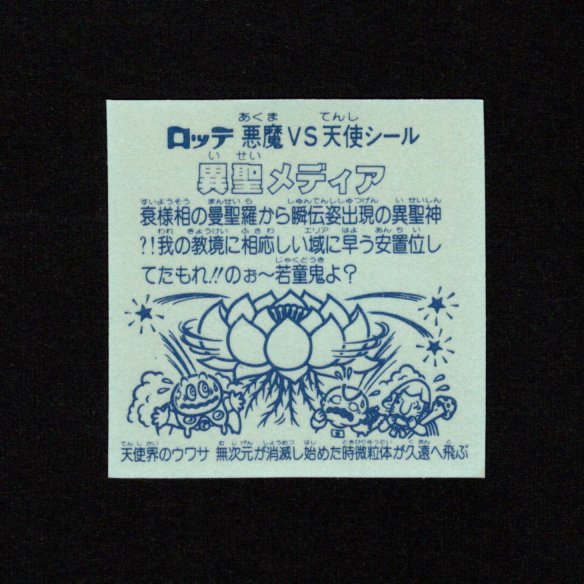 ロッテ 悪魔VS天使シール
異聖メディア
衰様相の曼聖羅から瞬伝姿出現の異聖神
?!我の教境に相応しい域に早う安置位し
てたもれ!!のぉ～若童鬼よ?
天使界のウワサ 無次元が消滅し始めた時微粒体が久遠へ飛ぶ